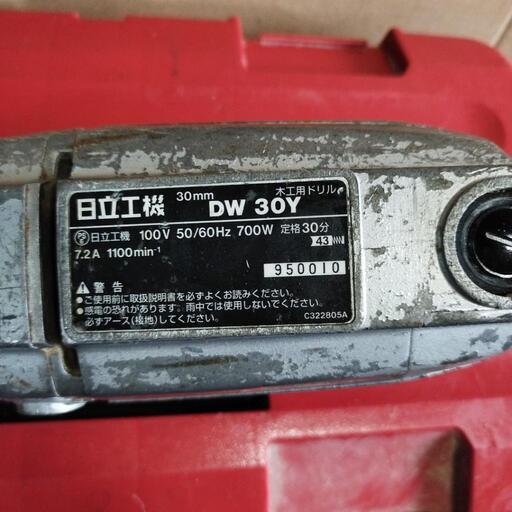 日立工機 30mm 木工用ドリル
DW 30Y
日立工機 100V 50/60Hz 700W 定格30分
7.2A 1100min⁻¹ 43
950010
警告
●ご使用前に取扱説明書を必ずよくお読みください。
●感電の恐れがあります。雨中では使用しないでください。
必ずアース(接地)してください。
C322805A